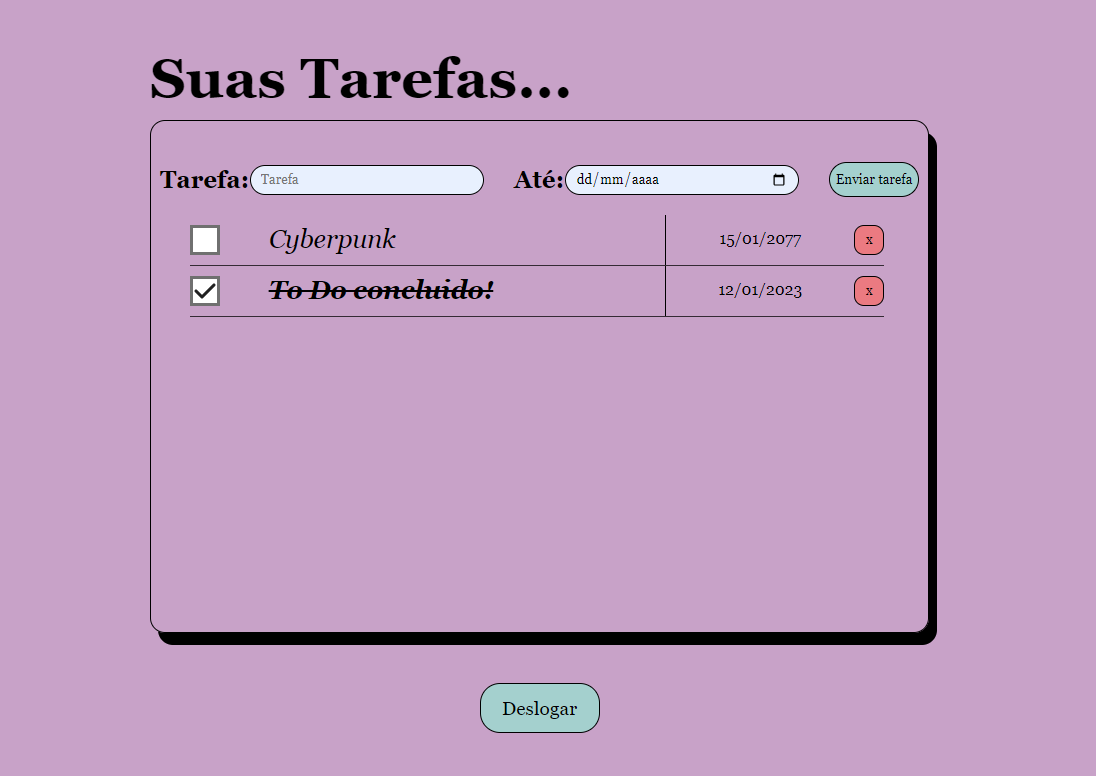 Suas Tarefas...
Tarefa: Tarefa Até: dd/mm/aaaa Enviar tarefa
Cyberpunk 15/01/2077 x
To Do concluido! 12/01/2023 x
Deslogar